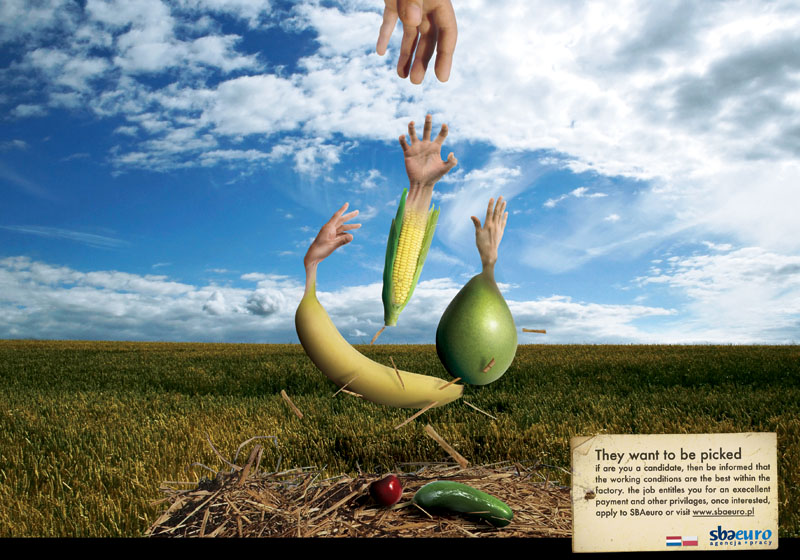 They want to be picked
if are you a candidate, then be informed that
the working conditions are the best within the
factory. the job entitles you for an execellent
payment and other privilages, once interested,
apply to SBAeuro or visit www.sbaeuro.pl
sbaeuro
agencja pracy